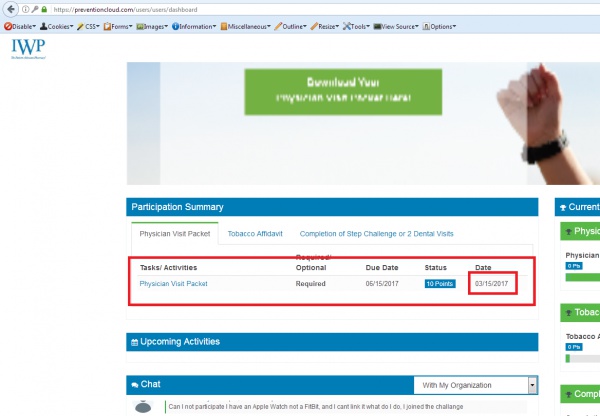 https://preventioncloud.com/users/users/dashboard
Disable Cookies CSS Forms Images Information Miscellaneous Outline Resize Tools View Source Options
IWP
Download Your
Physician Visit Packet Here!
Participation Summary
Physician Visit Packet Tobacco Affidavit Completion of Step Challenge or 2 Dental Visits
Tasks/ Activities Required/ Optional Due Date Status Date
Physician Visit Packet Required 06/15/2017 10 Points 03/15/2017
Upcoming Activities
Chat With My Organization
Can I not participate I have an Apple Watch not a FitBit, and I cant link it what do I do, I joined the challange
Current
Physic
Physician
0 Pts
Tobac
Tobacco A
0 Pts
Compl